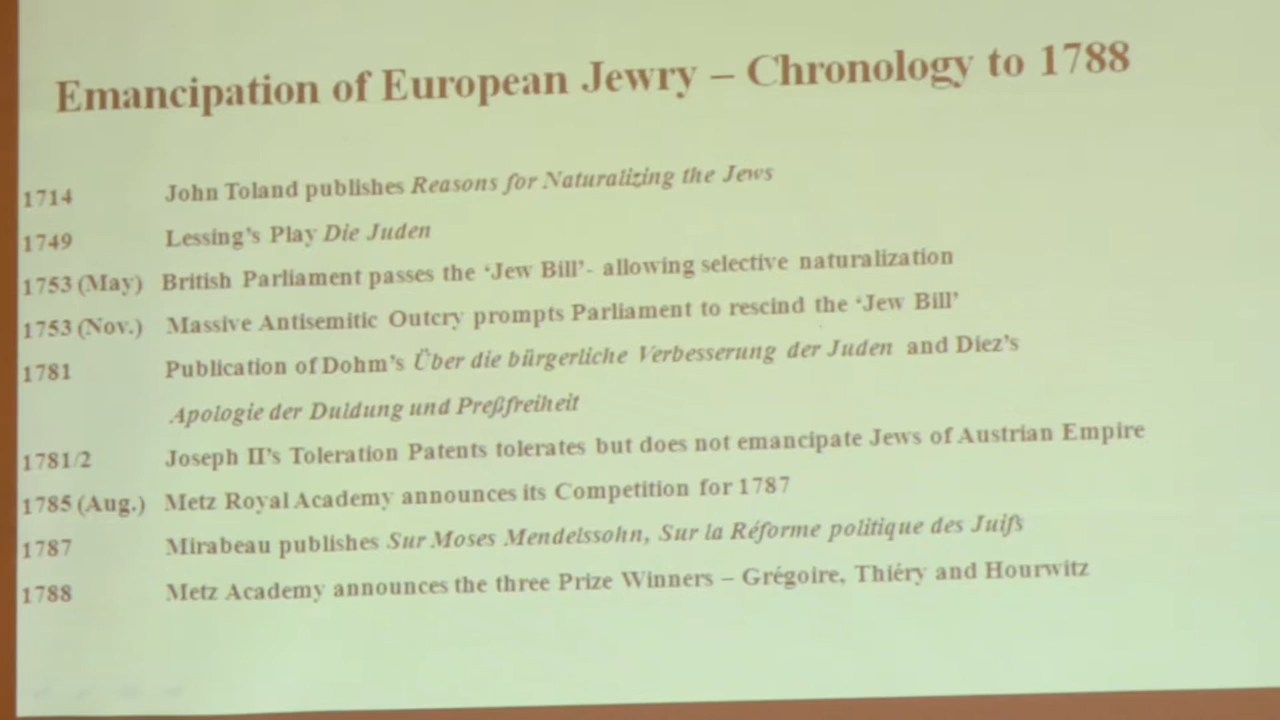 Emancipation of European Jewry – Chronology to 1788
1714 John Toland publishes Reasons for Naturalizing the Jews
1749 Lessing's Play Die Juden
1753 (May) British Parliament passes the 'Jew Bill'- allowing selective naturalization
1753 (Nov.) Massive Antisemitic Outcry prompts Parliament to rescind the 'Jew Bill'
1781 Publication of Dohm's Über die bürgerliche Verbesserung der Juden and Diez's
Apologie der Duldung und Preßfreiheit
1781/2 Joseph II's Toleration Patents tolerates but does not emancipate Jews of Austrian Empire
1785 (Aug.) Metz Royal Academy announces its Competition for 1787
1787 Mirabeau publishes Sur Moses Mendelssohn, Sur la Réforme politique des Juifs
1788 Metz Academy announces the three Prize Winners – Grégoire, Thiéry and Hourwitz